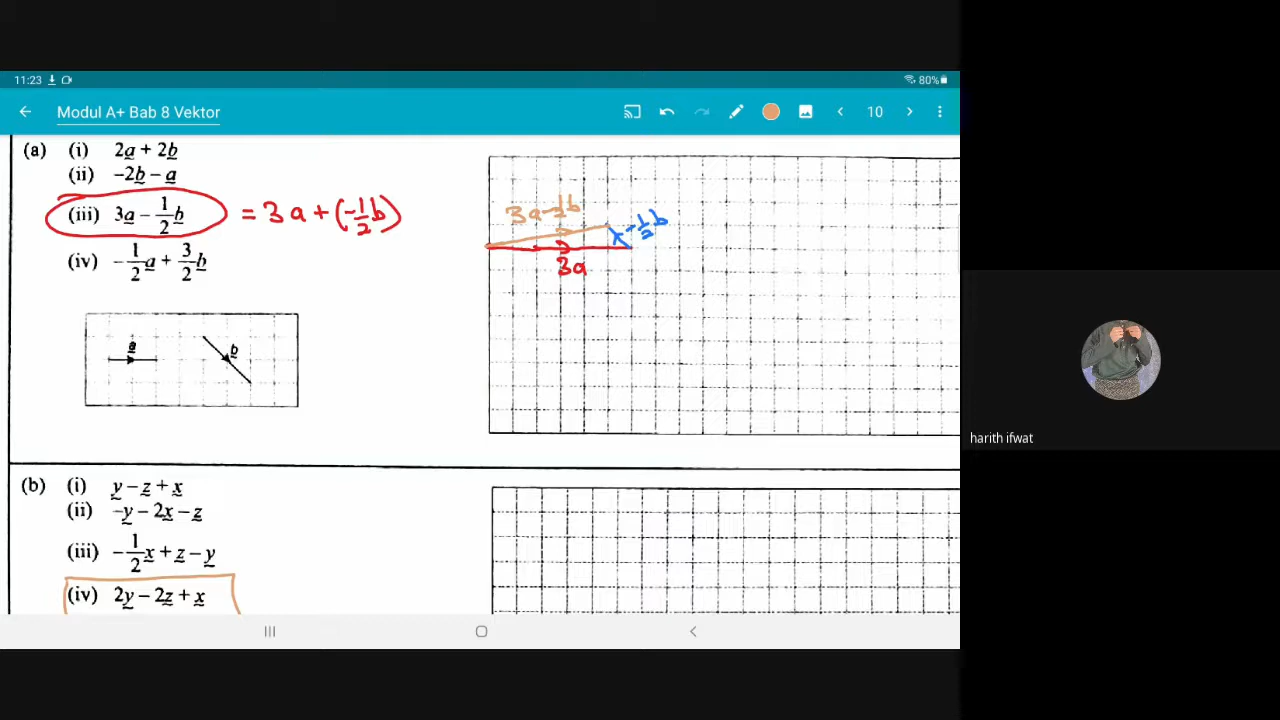 11:23 80%
Modul A+ Bab 8 Vektor 10
(a) (i) 2a + 2b
(ii) -2b - a
(iii) 3a - 1/2 b = 3a + (-1/2 b)
(iv) -1/2 a + 3/2 b
3a - 1/2 b
-1/2 b
3a
a
b
harith ifwat
(b) (i) y - z + x
(ii) -y - 2x - z
(iii) -1/2 x + z - y
(iv) 2y - 2z + x